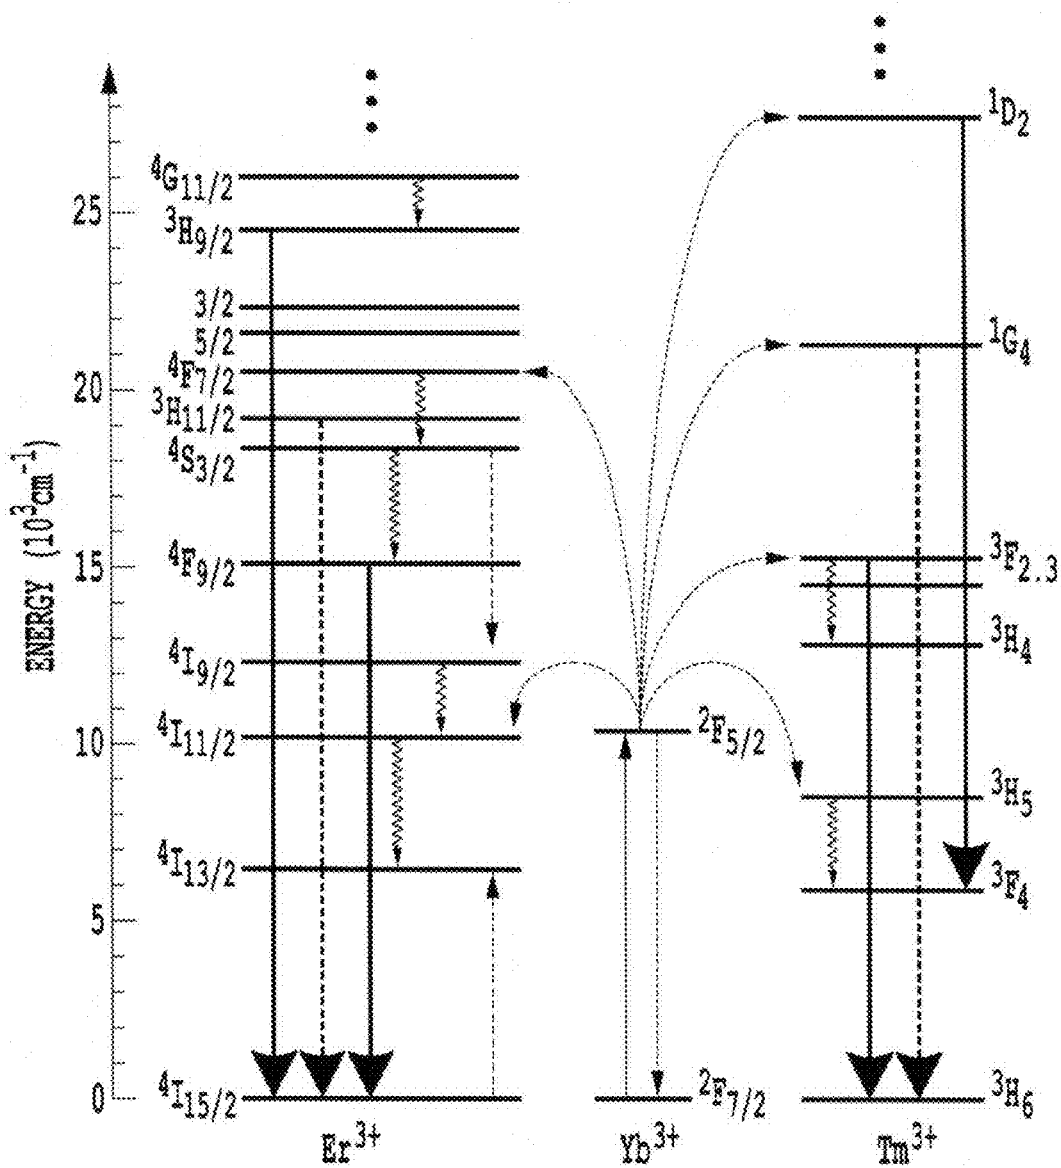 ENERGY (10³cm⁻¹)
25
20
15
10
5
0
⁴G₁₁/₂
³H₉/₂
3/2
5/2
⁴F₇/₂
³H₁₁/₂
⁴S₃/₂
⁴F₉/₂
⁴I₉/₂
⁴I₁₁/₂
⁴I₁₃/₂
⁴I₁₅/₂
Er³⁺
²F₅/₂
²F₇/₂
Yb³⁺
¹D₂
¹G₄
³F₂.₃
³H₄
³H₅
³F₄
³H₆
Tm³⁺